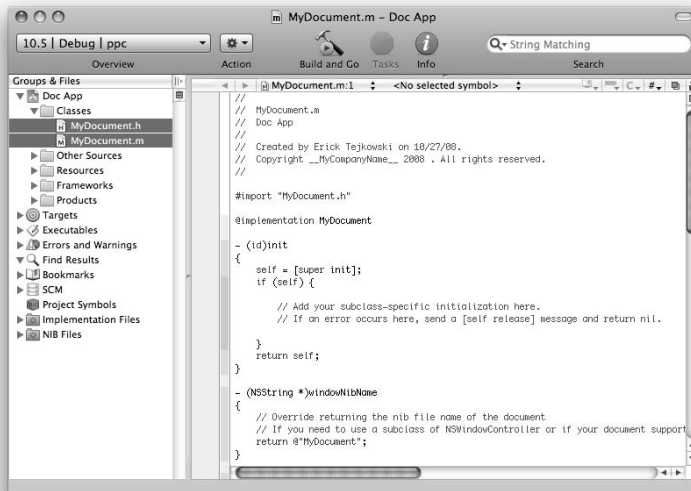 MyDocument.m - Doc App
10.5 | Debug | ppc
String Matching
Overview
Action
Build and Go
Tasks
Info
Search
Groups & Files
Doc App
Classes
MyDocument.h
MyDocument.m
Other Sources
Resources
Frameworks
Products
Targets
Executables
Errors and Warnings
Find Results
Bookmarks
SCM
Project Symbols
Implementation Files
NIB Files
MyDocument.m:1 <No selected symbol> C, #,
//
// MyDocument.m
// Doc App
//
// Created by Erick Tejkowski on 10/27/08.
// Copyright __MyCompanyName__ 2008 . All rights reserved.
//
#import "MyDocument.h"
@implementation MyDocument
- (id)init
{
self = [super init];
if (self) {
// Add your subclass-specific initialization here.
// If an error occurs here, send a [self release] message and return nil.
}
return self;
}
- (NSString *)windowNibName
{
// Override returning the nib file name of the document
// If you need to use a subclass of NSWindowController or if your document support
return @"MyDocument";
}